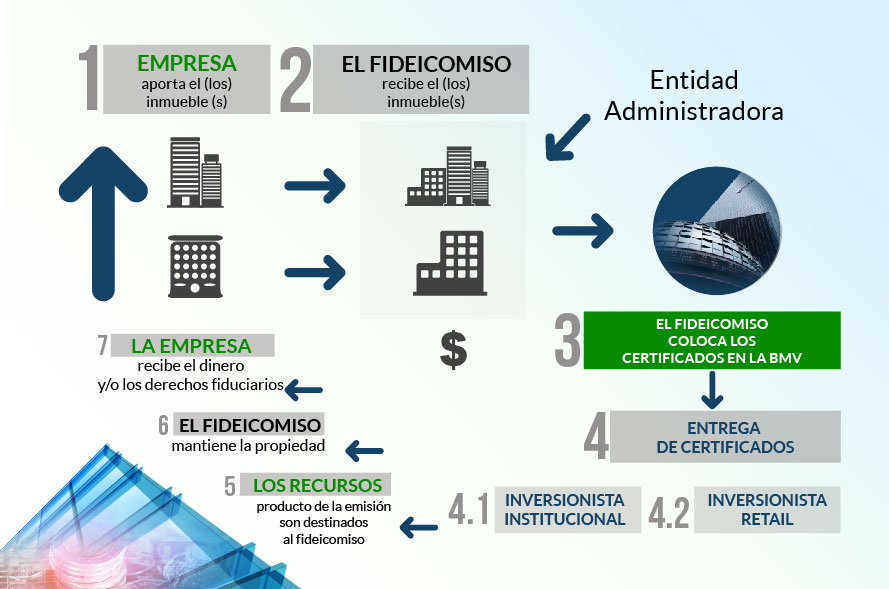 1
EMPRESA
aporta el (los)
inmueble (s)
2
EL FIDEICOMISO
recibe el (los)
inmueble(s)
Entidad
Administradora
$
3
EL FIDEICOMISO
COLOCA LOS
CERTIFICADOS EN LA BMV
4
ENTREGA
DE CERTIFICADOS
4.1
INVERSIONISTA
INSTITUCIONAL
4.2
INVERSIONISTA
RETAIL
5
LOS RECURSOS
producto de la emisión
son destinados
al fideicomiso
6
EL FIDEICOMISO
mantiene la propiedad
7
LA EMPRESA
recibe el dinero
y/o los derechos fiduciarios